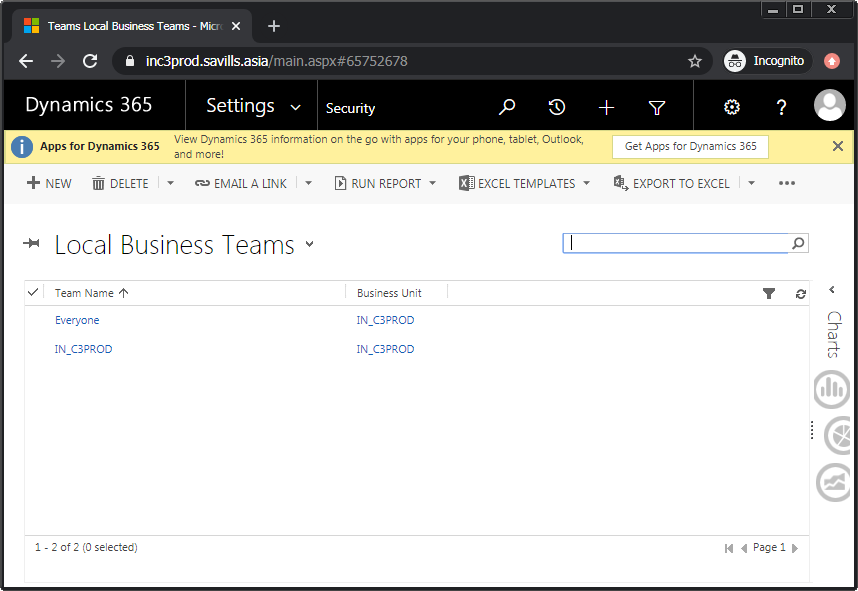 Teams Local Business Teams - Micr
inc3prod.savills.asia/main.aspx#65752678
Incognito
Dynamics 365
Settings
Security
?
i
Apps for Dynamics 365
View Dynamics 365 information on the go with apps for your phone, tablet, Outlook,
and more!
Get Apps for Dynamics 365
NEW
DELETE
EMAIL A LINK
RUN REPORT
EXCEL TEMPLATES
EXPORT TO EXCEL
Local Business Teams
Team Name
Business Unit
Charts
Everyone
IN_C3PROD
IN_C3PROD
IN_C3PROD
1 - 2 of 2 (0 selected)
Page 1